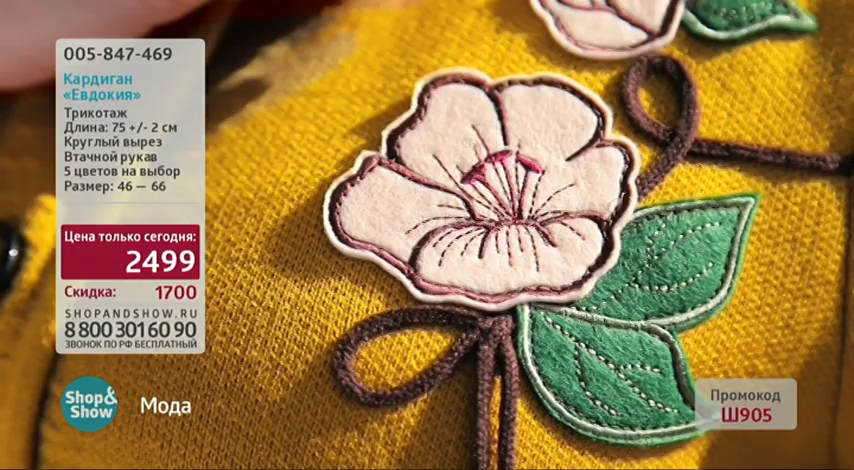 005-847-469
Кардиган
«Евдокия»
Трикотаж
Длина: 75 +/- 2 см
Круглый вырез
Втачной рукав
5 цветов на выбор
Размер: 46 — 66
Цена только сегодня:
2499
Скидка: 1700
SHOPANDSHOW.RU
8 800 301 60 90
ЗВОНОК ПО РФ БЕСПЛАТНЫЙ
Shop&
Show
Мода
Промокод
Ш905